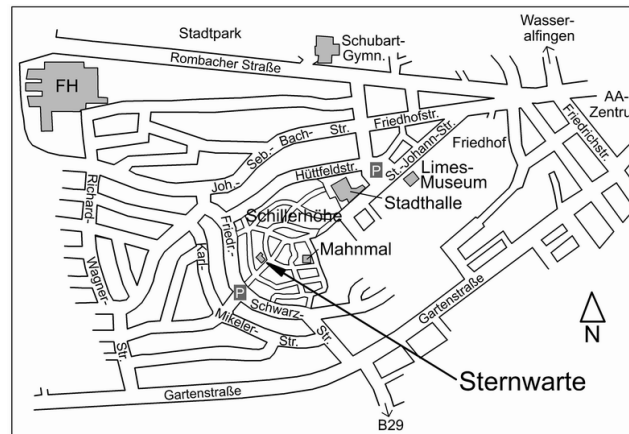 Stadtpark
Wasser-
alfingen
Schubart-
Gymn.
Rombacher Straße
FH
AA-
Zentru
Friedhofstr.
Friedrichstr.
Joh.- Seb.- Bach- Str.
St.-Johann-Str.
Friedhof
P
Hüttfeldstr.
Limes-
Museum
Stadthalle
Richard-
Wagner-
Str.
Schillerhöhe
Friedr.-
Karl-
Mahnmal
P
Schwarz-
Str.
Mikeler-
Str.
Gartenstraße
N
Sternwarte
Gartenstraße
B29